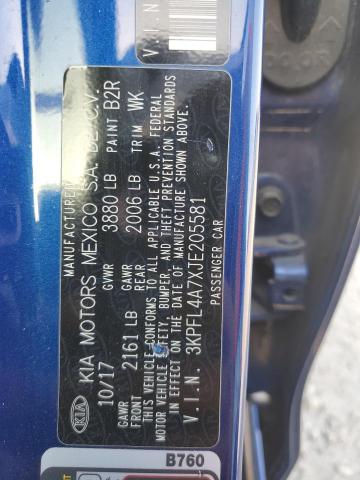 MANUFACTURED
KIA MOTORS MEXICO S.A. DE C.V.
10/17 GVWR 3880 LB PAINT B2R
GAWR FRONT 2161 LB GAWR REAR 2006 LB TRIM WK
THIS VEHICLE CONFORMS TO ALL APPLICABLE U.S.A. FEDERAL
MOTOR VEHICLE SAFETY, BUMPER, AND THEFT PREVENTION STANDARDS
IN EFFECT ON THE DATE OF MANUFACTURE SHOWN ABOVE.
V.I.N. 3KPFL4A7XJE205581
PASSENGER CAR
KIA
V.I.N
B760